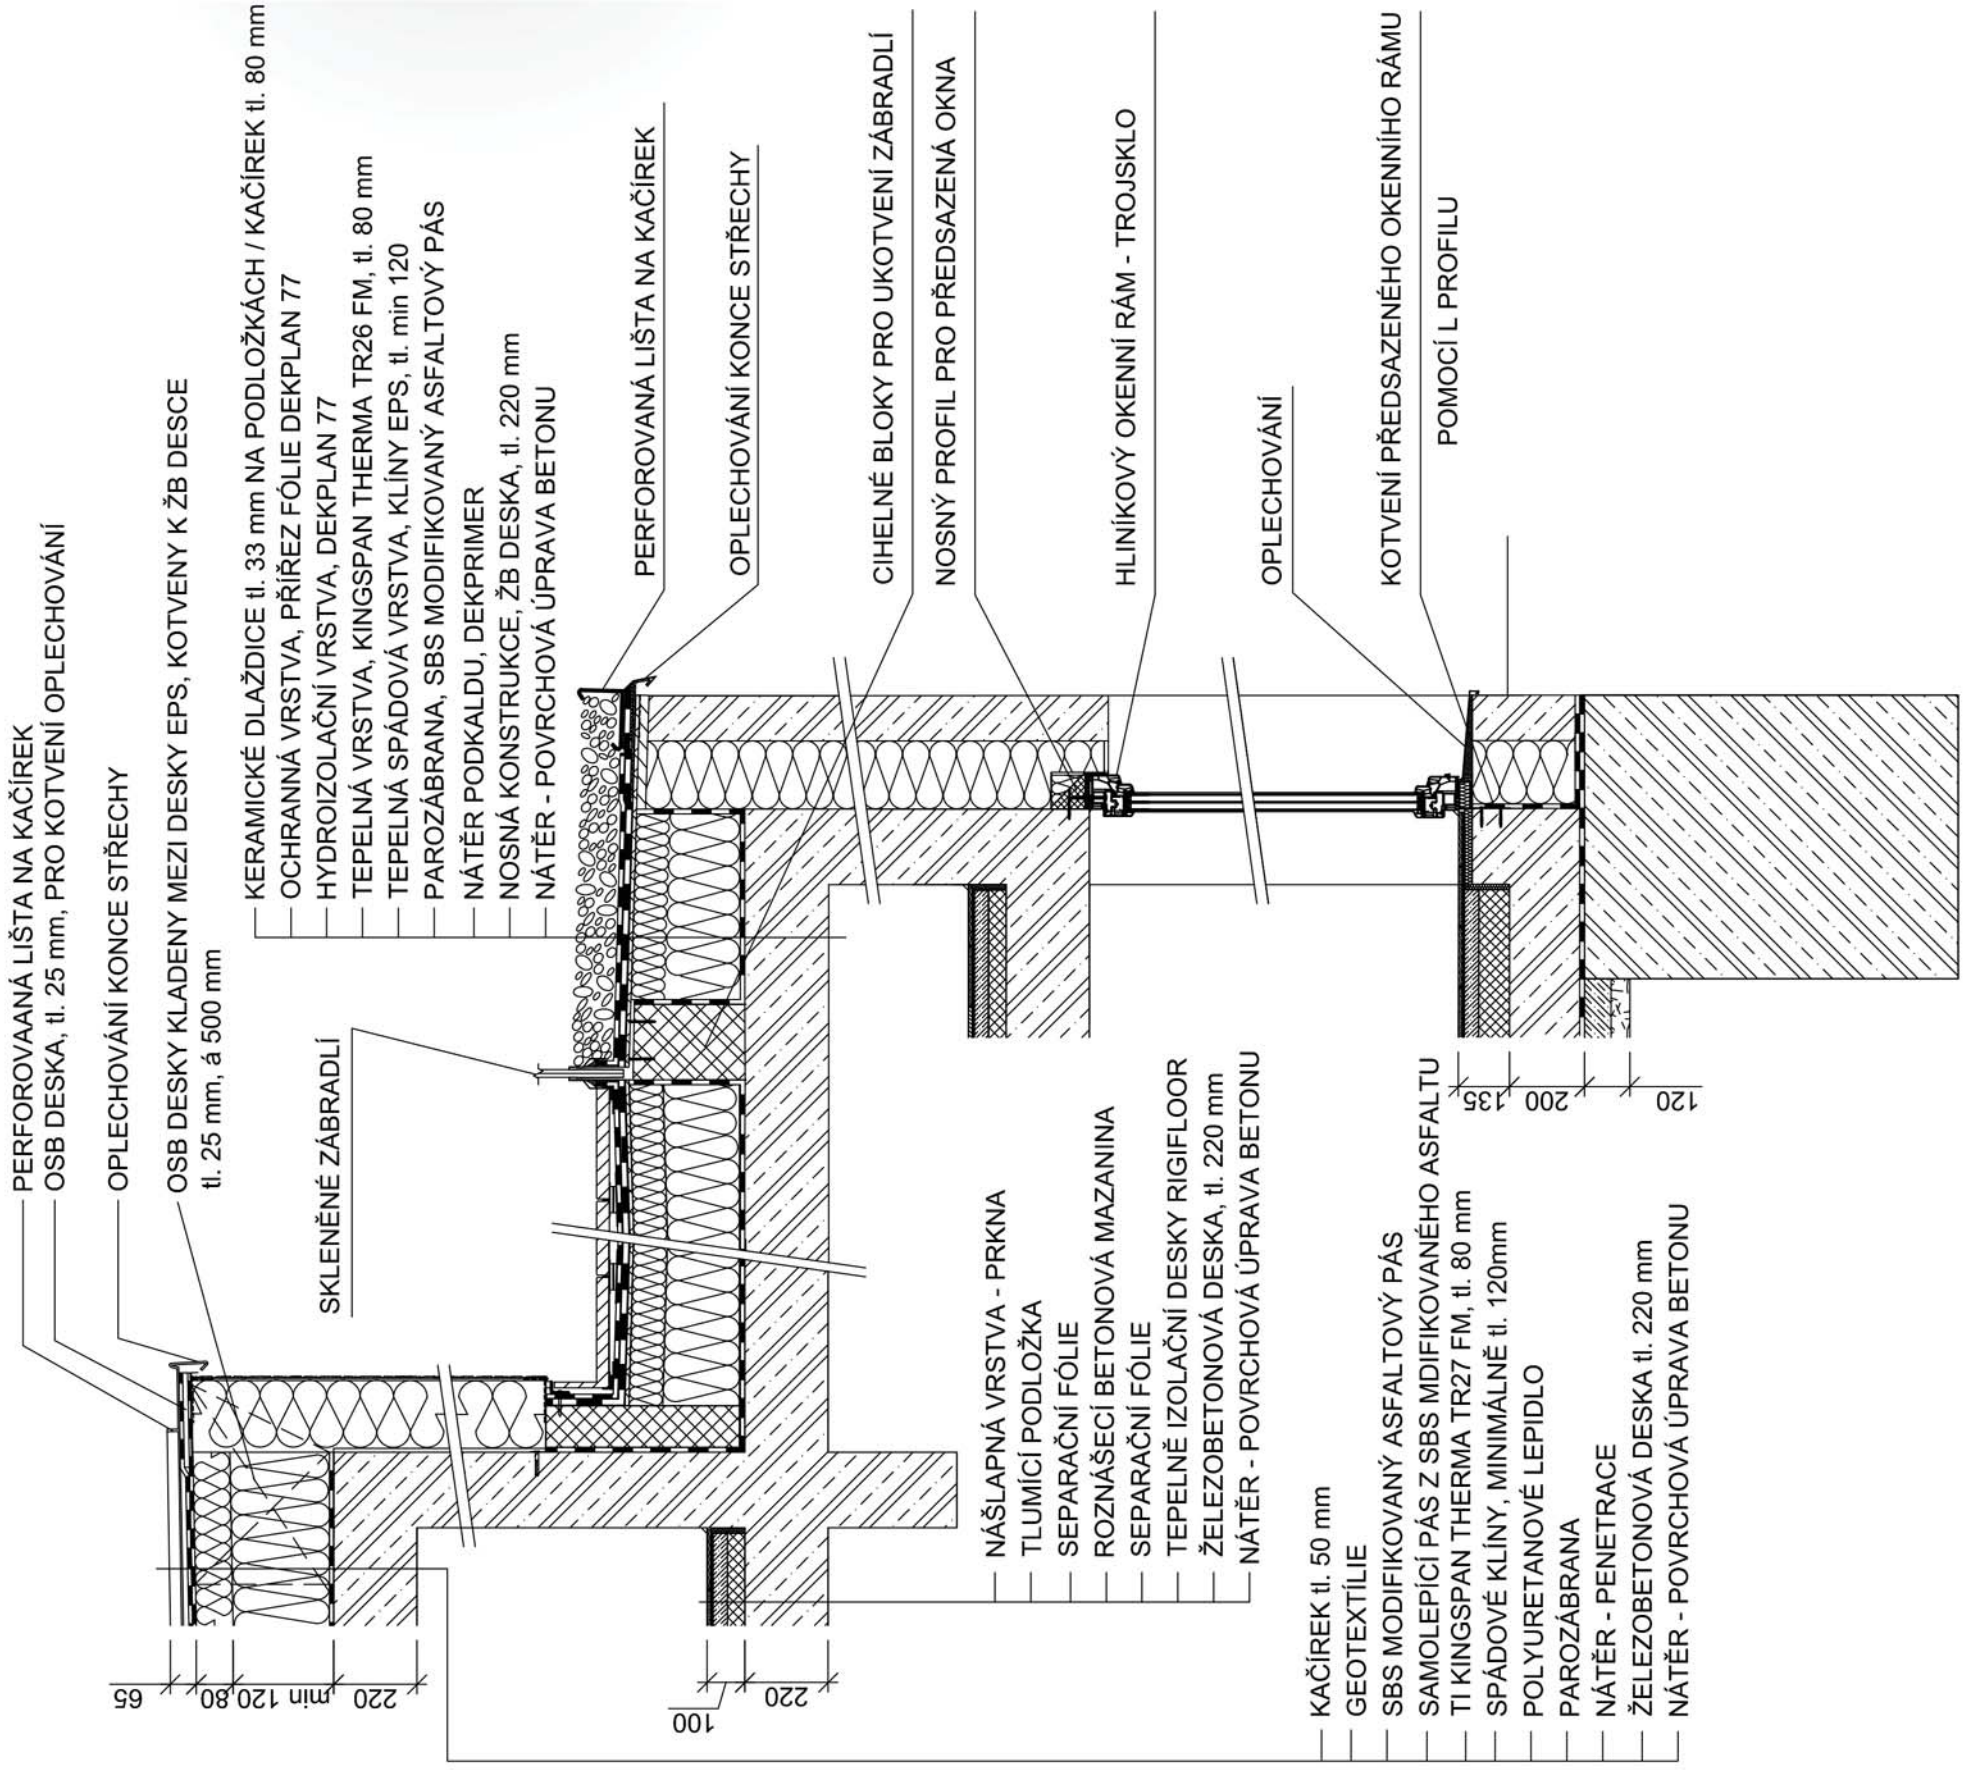 PERFOROVAANÁ LIŠTA NA KAČÍREK
OSB DESKA, tl. 25 mm, PRO KOTVENÍ OPLECHOVÁNÍ
OPLECHOVÁNÍ KONCE STŘECHY
OSB DESKY KLADENY MEZI DESKY EPS, KOTVENY K ŽB DESCE
tl. 25 mm, á 500 mm
KERAMICKÉ DLAŽDICE tl. 33 mm NA PODLOŽKÁCH / KAČÍREK tl. 80 mm
OCHRANNÁ VRSTVA, PŘÍŘEZ FÓLIE DEKPLAN 77
HYDROIZOLAČNÍ VRSTVA, DEKPLAN 77
TEPELNÁ VRSTVA, KINGSPAN THERMA TR26 FM, tl. 80 mm
TEPELNÁ SPÁDOVÁ VRSTVA, KLÍNY EPS, tl. min 120
PAROZÁBRANA, SBS MODIFIKOVANÝ ASFALTOVÝ PÁS
NÁTĚR PODKALDU, DEKPRIMER
NOSNÁ KONSTRUKCE, ŽB DESKA, tl. 220 mm
NÁTĚR - POVRCHOVÁ ÚPRAVA BETONU
SKLENĚNÉ ZÁBRADLÍ
PERFOROVANÁ LIŠTA NA KAČÍREK
OPLECHOVÁNÍ KONCE STŘECHY
CIHELNÉ BLOKY PRO UKOTVENÍ ZÁBRADLÍ
NOSNÝ PROFIL PRO PŘEDSAZENÁ OKNA
HLINÍKOVÝ OKENNÍ RÁM - TROJSKLO
OPLECHOVÁNÍ
KOTVENÍ PŘEDSAZENÉHO OKENNÍHO RÁMU
POMOCÍ L PROFILU
65
80
min 120
220
100
220
135
200
120
NÁŠLAPNÁ VRSTVA - PRKNA
TLUMÍCÍ PODLOŽKA
SEPARAČNÍ FÓLIE
ROZNÁŠECÍ BETONOVÁ MAZANINA
SEPARAČNÍ FÓLIE
TEPELNĚ IZOLAČNÍ DESKY RIGIFLOOR
ŽELEZOBETONOVÁ DESKA, tl. 220 mm
NÁTĚR - POVRCHOVÁ ÚPRAVA BETONU
KAČÍREK tl. 50 mm
GEOTEXTÍLIE
SBS MODIFIKOVANÝ ASFALTOVÝ PÁS
SAMOLEPÍCÍ PÁS Z SBS MDIFIKOVANÉHO ASFALTU
TI KINGSPAN THERMA TR27 FM, tl. 80 mm
SPÁDOVÉ KLÍNY, MINIMÁLNĚ tl. 120mm
POLYURETANOVÉ LEPIDLO
PAROZÁBRANA
NÁTĚR - PENETRACE
ŽELEZOBETONOVÁ DESKA tl. 220 mm
NÁTĚR - POVRCHOVÁ ÚPRAVA BETONU